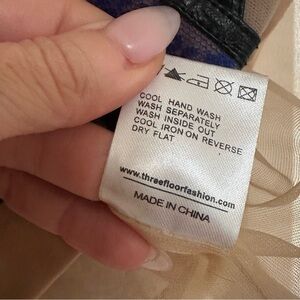 COOL HAND WASH
WASH SEPARATELY
WASH INSIDE OUT
COOL IRON ON REVERSE
DRY FLAT
www.threefloorfashion.com
MADE IN CHINA